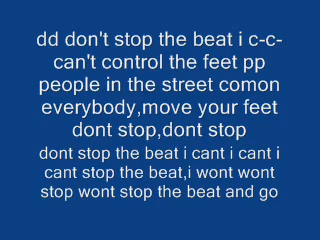 dd don't stop the beat i c-c-
can't control the feet pp
people in the street comon
everybody,move your feet
dont stop,dont stop
dont stop the beat i cant i cant i
cant stop the beat,i wont wont
stop wont stop the beat and go